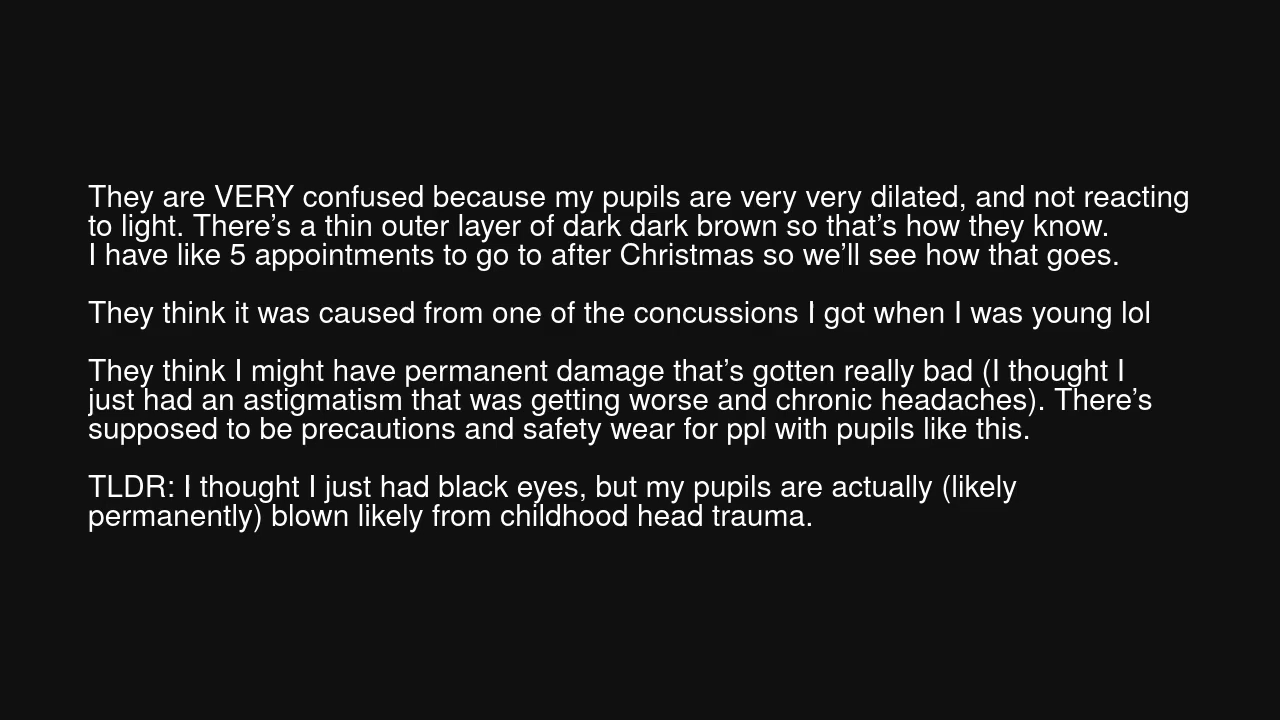 They are VERY confused because my pupils are very very dilated, and not reacting
to light. There’s a thin outer layer of dark dark brown so that’s how they know.
I have like 5 appointments to go to after Christmas so we’ll see how that goes.
They think it was caused from one of the concussions I got when I was young lol
They think I might have permanent damage that’s gotten really bad (I thought I
just had an astigmatism that was getting worse and chronic headaches). There’s
supposed to be precautions and safety wear for ppl with pupils like this.
TLDR: I thought I just had black eyes, but my pupils are actually (likely
permanently) blown likely from childhood head trauma.